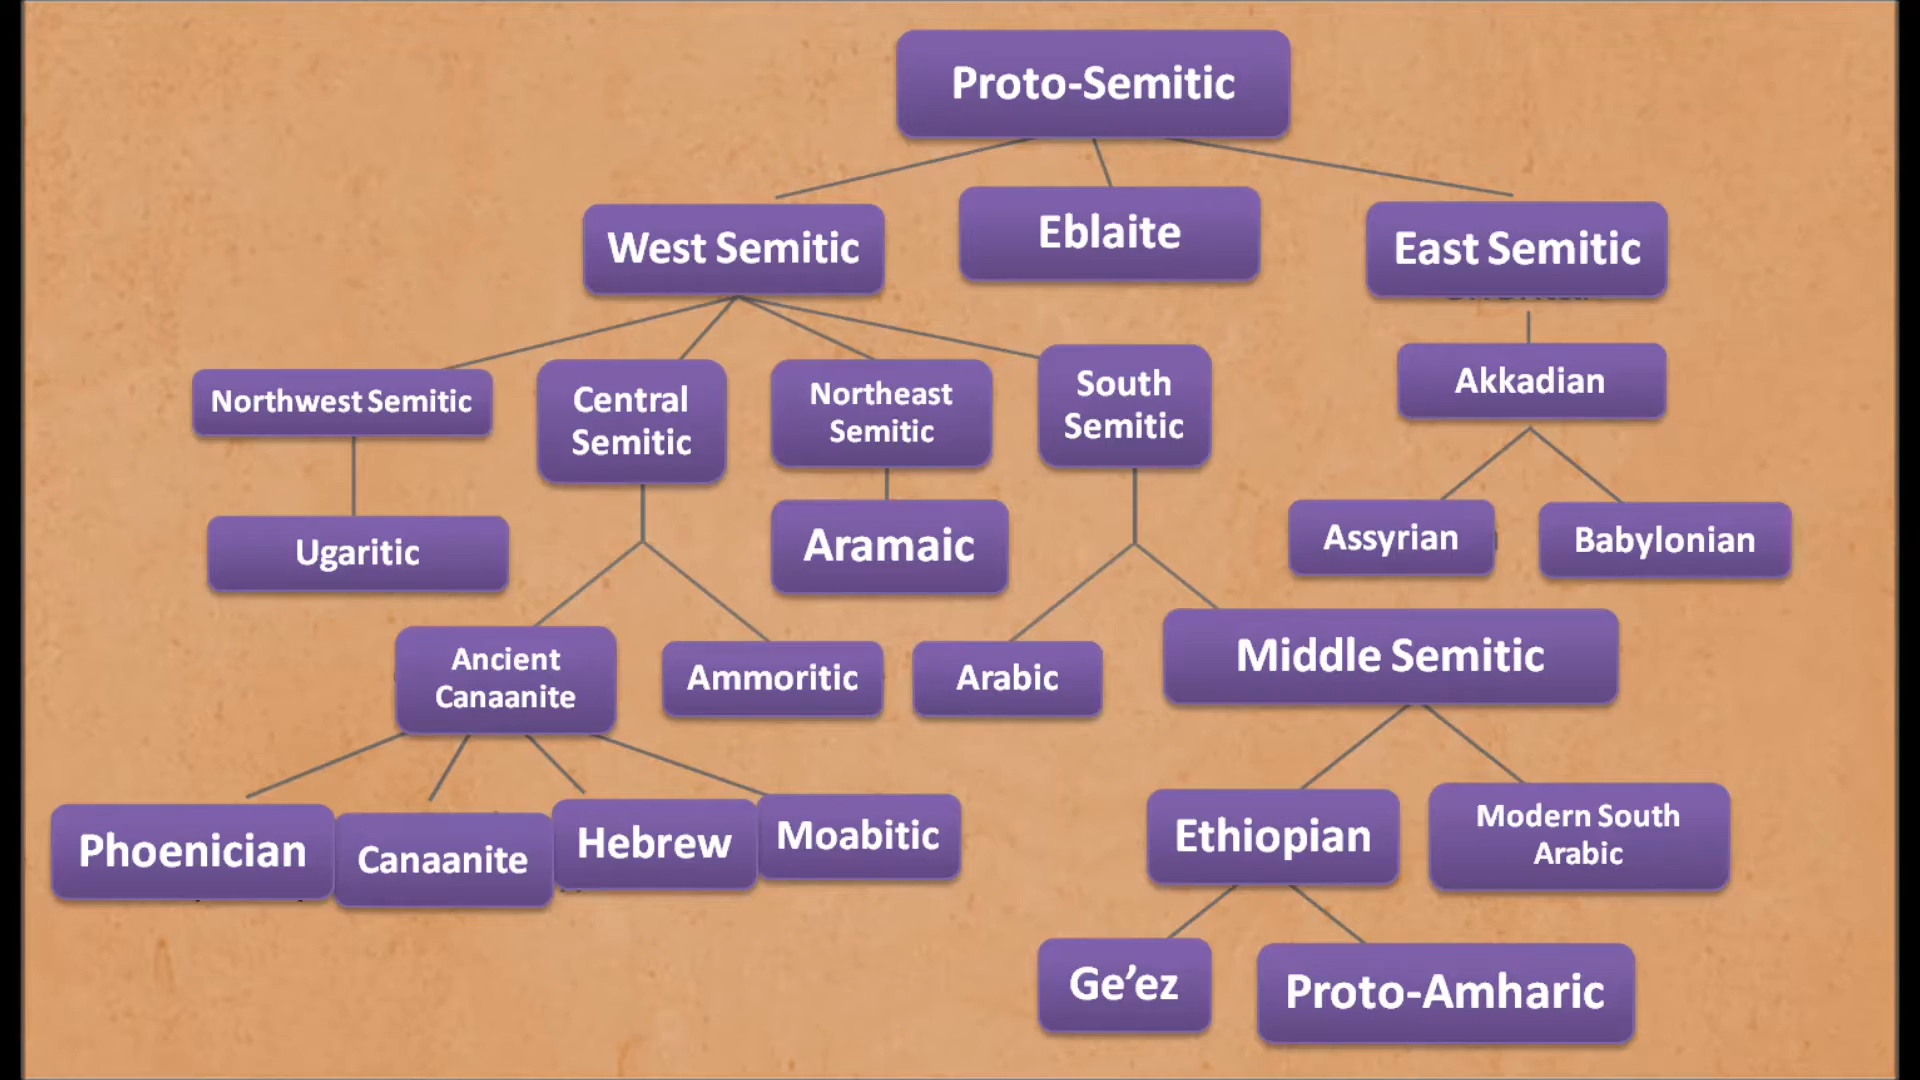 Proto-Semitic
West Semitic
Eblaite
East Semitic
Northwest Semitic
Central
Semitic
Northeast
Semitic
South
Semitic
Akkadian
Ugaritic
Aramaic
Assyrian
Babylonian
Ancient
Canaanite
Ammoritic
Arabic
Middle Semitic
Phoenician
Canaanite
Hebrew
Moabitic
Ethiopian
Modern South
Arabic
Ge’ez
Proto-Amharic